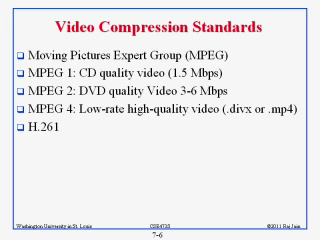 Video Compression Standards
Moving Pictures Expert Group (MPEG)
MPEG 1: CD quality video (1.5 Mbps)
MPEG 2: DVD quality Video 3-6 Mbps
MPEG 4: Low-rate high-quality video (.divx or .mp4)
H.261
Washington University in St. Louis CSE473S ©2011 Raj Jain
7-6